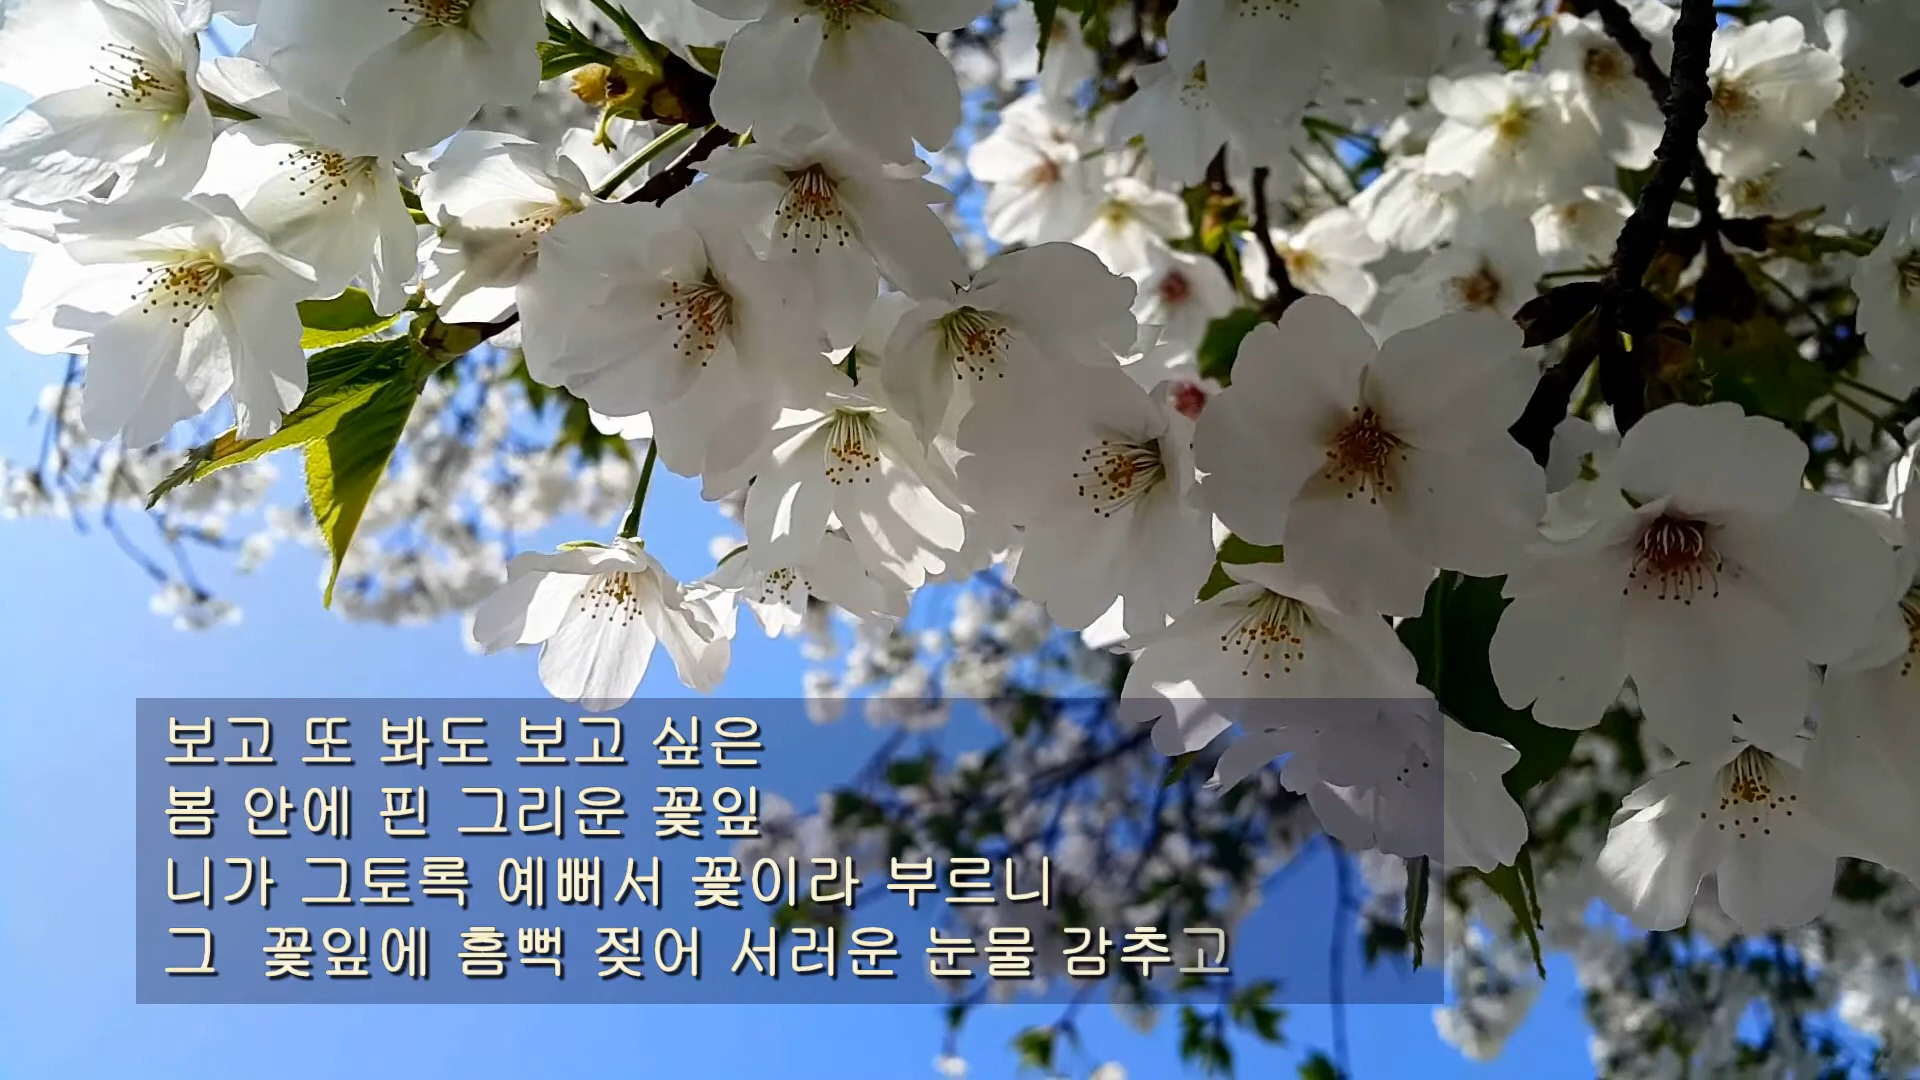 보고 또 봐도 보고 싶은
봄 안에 핀 그리운 꽃잎
니가 그토록 예뻐서 꽃이라 부르니
그  꽃잎에 흠뻑 젖어 서러운 눈물 감추고